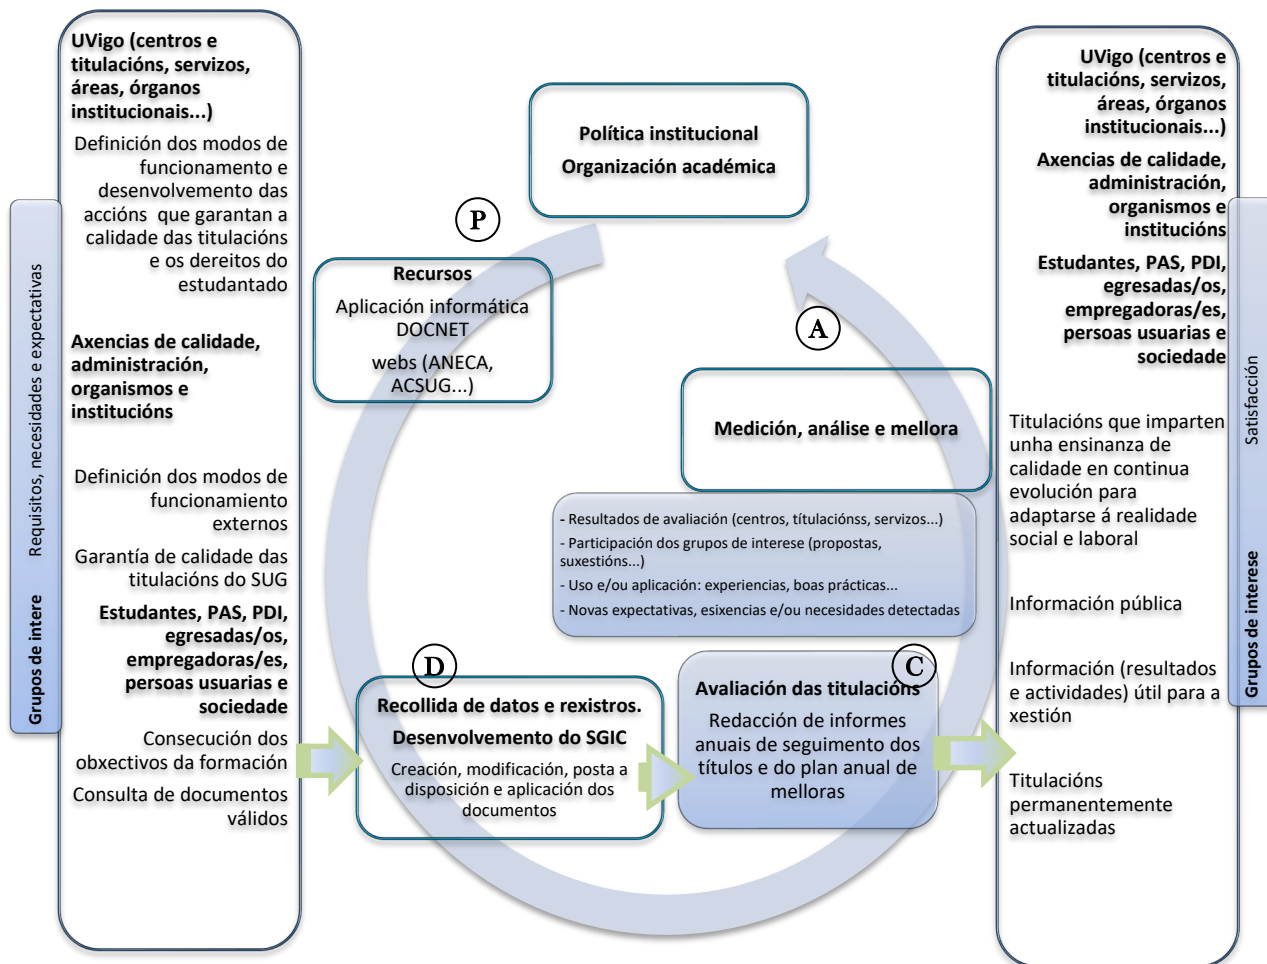 UVigo (centros e
titulacións, servizos,
áreas, órganos
institucionais...)
Definición dos modos de
funcionamento e
desenvolvemento das
accións que garantan a
calidade das titulacións
e os dereitos do
estudantado
Axencias de calidade,
administración,
organismos e
institucións
Definición dos modos de
funcionamiento
externos
Garantía de calidade das
titulacións do SUG
Estudantes, PAS, PDI,
egresadas/os,
empregadoras/es,
persoas usuarias e
sociedade
Consecución dos
obxectivos da formación
Consulta de documentos
válidos
Grupos de intere Requisitos, necesidades e expectativas
Política institucional
Organización académica
P
Recursos
Aplicación informática
DOCNET
webs (ANECA,
ACSUG...)
A
Medición, análise e mellora
- Resultados de avaliación (centros, títulaciónss, servizos...)
- Participación dos grupos de interese (propostas,
suxestións...)
- Uso e/ou aplicación: experiencias, boas prácticas...
- Novas expectativas, esixencias e/ou necesidades detectadas
D
Recollida de datos e rexistros.
Desenvolvemento do SGIC
Creación, modificación, posta a
disposición e aplicación dos
documentos
C
Avaliación das titulacións
Redacción de informes
anuais de seguimento dos
títulos e do plan anual de
melloras
UVigo (centros e
titulacións, servizos,
áreas, órganos
institucionais...)
Axencias de calidade,
administración,
organismos e
institucións
Estudantes, PAS, PDI,
egresadas/os,
empregadoras/es,
persoas usuarias e
sociedade
Titulacións que imparten
unha ensinanza de
calidade en continua
evolución para
adaptarse á realidade
social e laboral
Información pública
Información (resultados
e actividades) útil para a
xestión
Titulacións
permanentemente
actualizadas
Grupos de interese Satisfacción